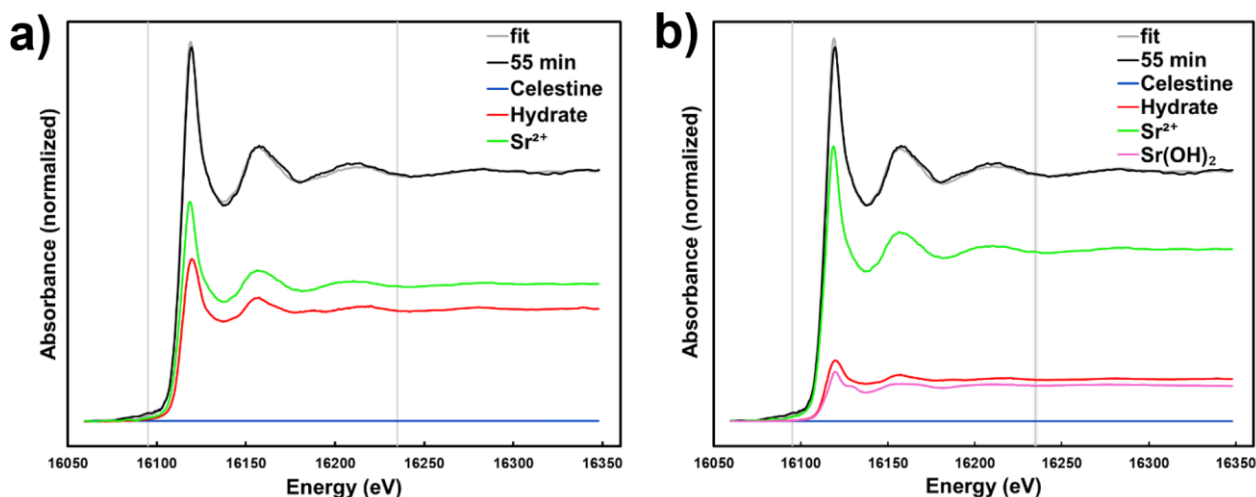 a)
fit
55 min
Celestine
Hydrate
Sr²⁺
Absorbance (normalized)
16050 16100 16150 16200 16250 16300 16350
Energy (eV)
b)
fit
55 min
Celestine
Hydrate
Sr²⁺
Sr(OH)₂
Absorbance (normalized)
16050 16100 16150 16200 16250 16300 16350
Energy (eV)